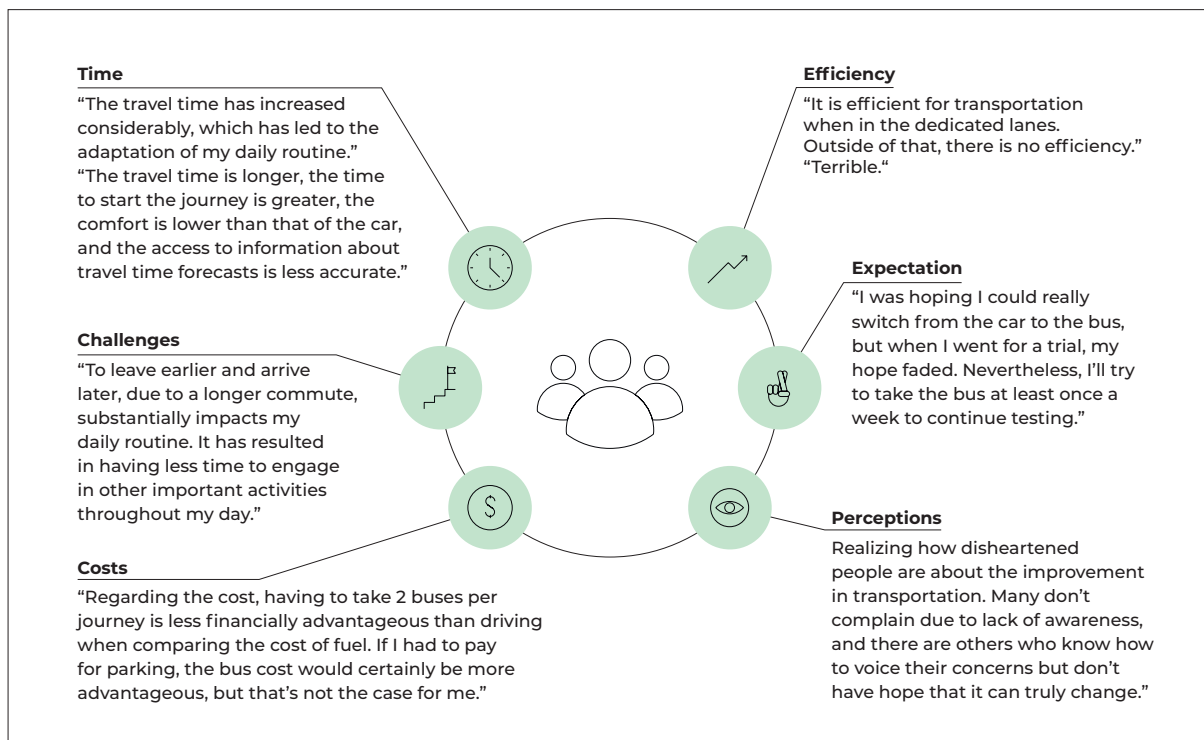 Time
“The travel time has increased
considerably, which has led to the
adaptation of my daily routine.”
“The travel time is longer, the time
to start the journey is greater, the
comfort is lower than that of the car,
and the access to information about
travel time forecasts is less accurate.”
Challenges
“To leave earlier and arrive
later, due to a longer commute,
substantially impacts my
daily routine. It has resulted
in having less time to engage
in other important activities
throughout my day.”
Costs
“Regarding the cost, having to take 2 buses per
journey is less financially advantageous than driving
when comparing the cost of fuel. If I had to pay
for parking, the bus cost would certainly be more
advantageous, but that’s not the case for me.”
Efficiency
“It is efficient for transportation
when in the dedicated lanes.
Outside of that, there is no efficiency.”
“Terrible.“
Expectation
“I was hoping I could really
switch from the car to the bus,
but when I went for a trial, my
hope faded. Nevertheless, I’ll try
to take the bus at least once a
week to continue testing.”
Perceptions
Realizing how disheartened
people are about the improvement
in transportation. Many don’t
complain due to lack of awareness,
and there are others who know how
to voice their concerns but don’t
have hope that it can truly change.”
$